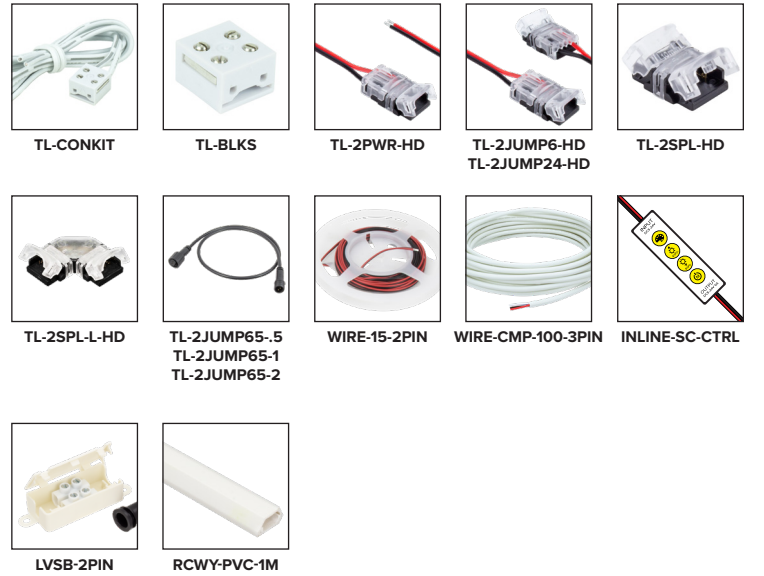 TL-CONKIT
TL-BLKS
TL-2PWR-HD
TL-2JUMP6-HD
TL-2JUMP24-HD
TL-2SPL-HD
INPUT
OUTPUT
TL-2SPL-L-HD
TL-2JUMP65-.5
TL-2JUMP65-1
TL-2JUMP65-2
WIRE-15-2PIN
WIRE-CMP-100-3PIN
INLINE-SC-CTRL
LVSB-2PIN
RCWY-PVC-1M